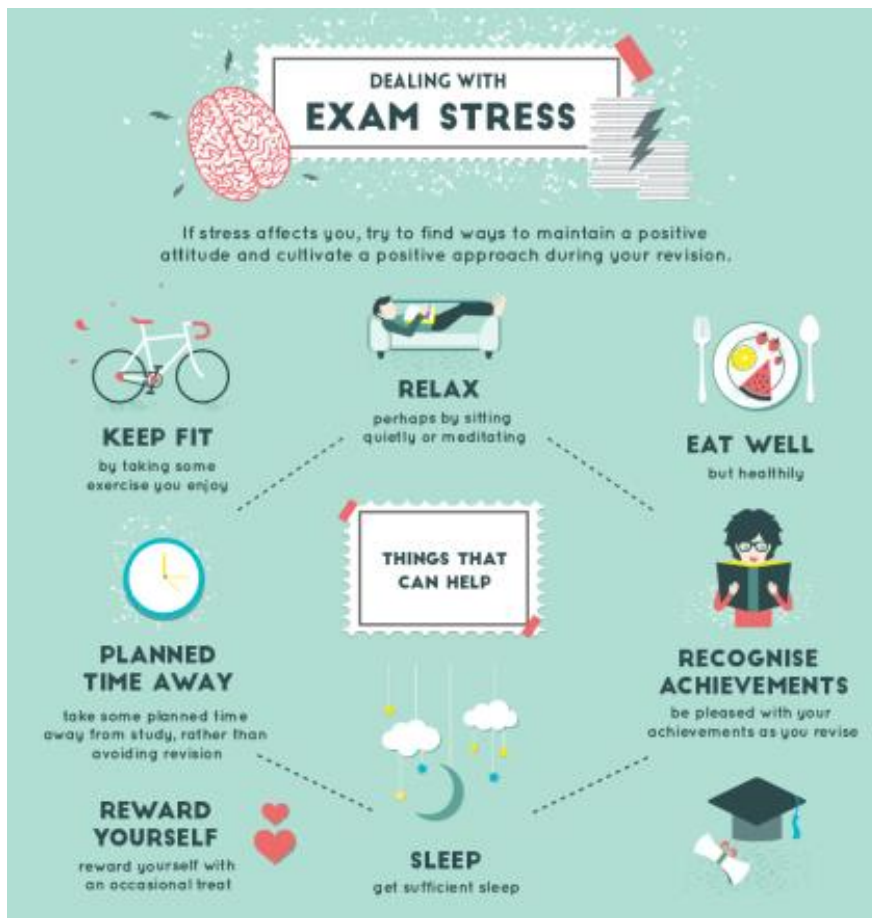 DEALING WITH
EXAM STRESS
If stress affects you, try to find ways to maintain a positive
attitude and cultivate a positive approach during your revision.
KEEP FIT
by taking some
exercise you enjoy
RELAX
perhaps by sitting
quietly or meditating
EAT WELL
but healthily
THINGS THAT
CAN HELP
PLANNED
TIME AWAY
take some planned time
away from study, rather than
avoiding revision
RECOGNISE
ACHIEVEMENTS
be pleased with your
achievements as you revise
REWARD
YOURSELF
reward yourself with
an occasional treat
SLEEP
get sufficient sleep